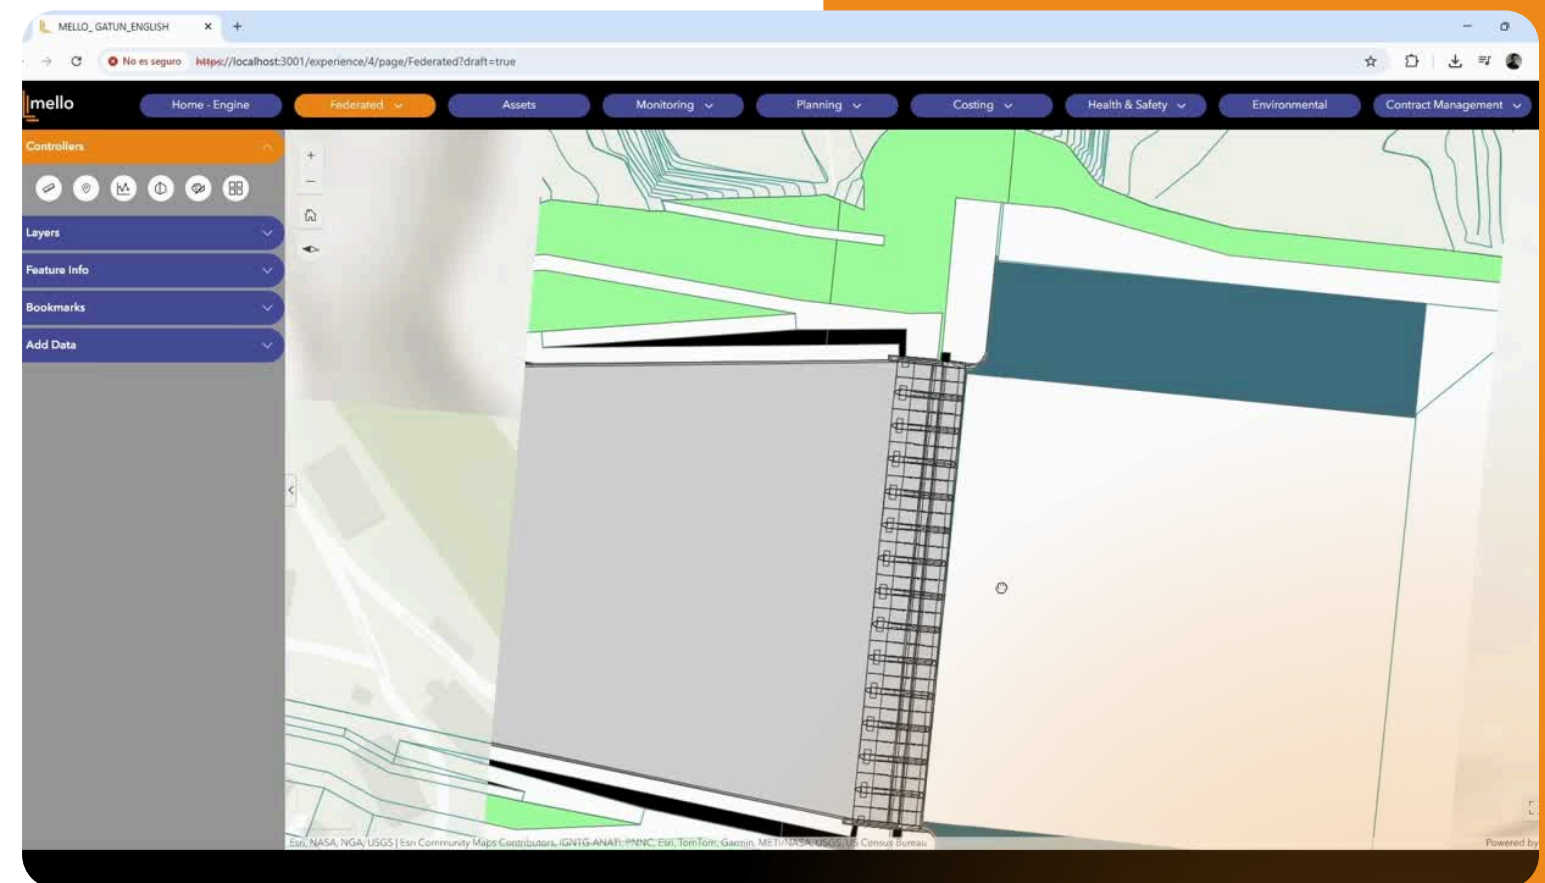 MELLO_ GATUN_ENGLISH
No es seguro https://localhost:3001/experience/4/page/Federated?draft=true
mello
Home - Engine
Federated
Assets
Monitoring
Planning
Costing
Health & Safety
Environmental
Contract Management
Controllers
Layers
Feature Info
Bookmarks
Add Data
Esri, NASA, NGA, USGS | Esri Community Maps Contributors, IGNTG-ANATI, PNNC, Esri, TomTom, Garmin, METI/NASA, USGS, US Census Bureau
Powered by